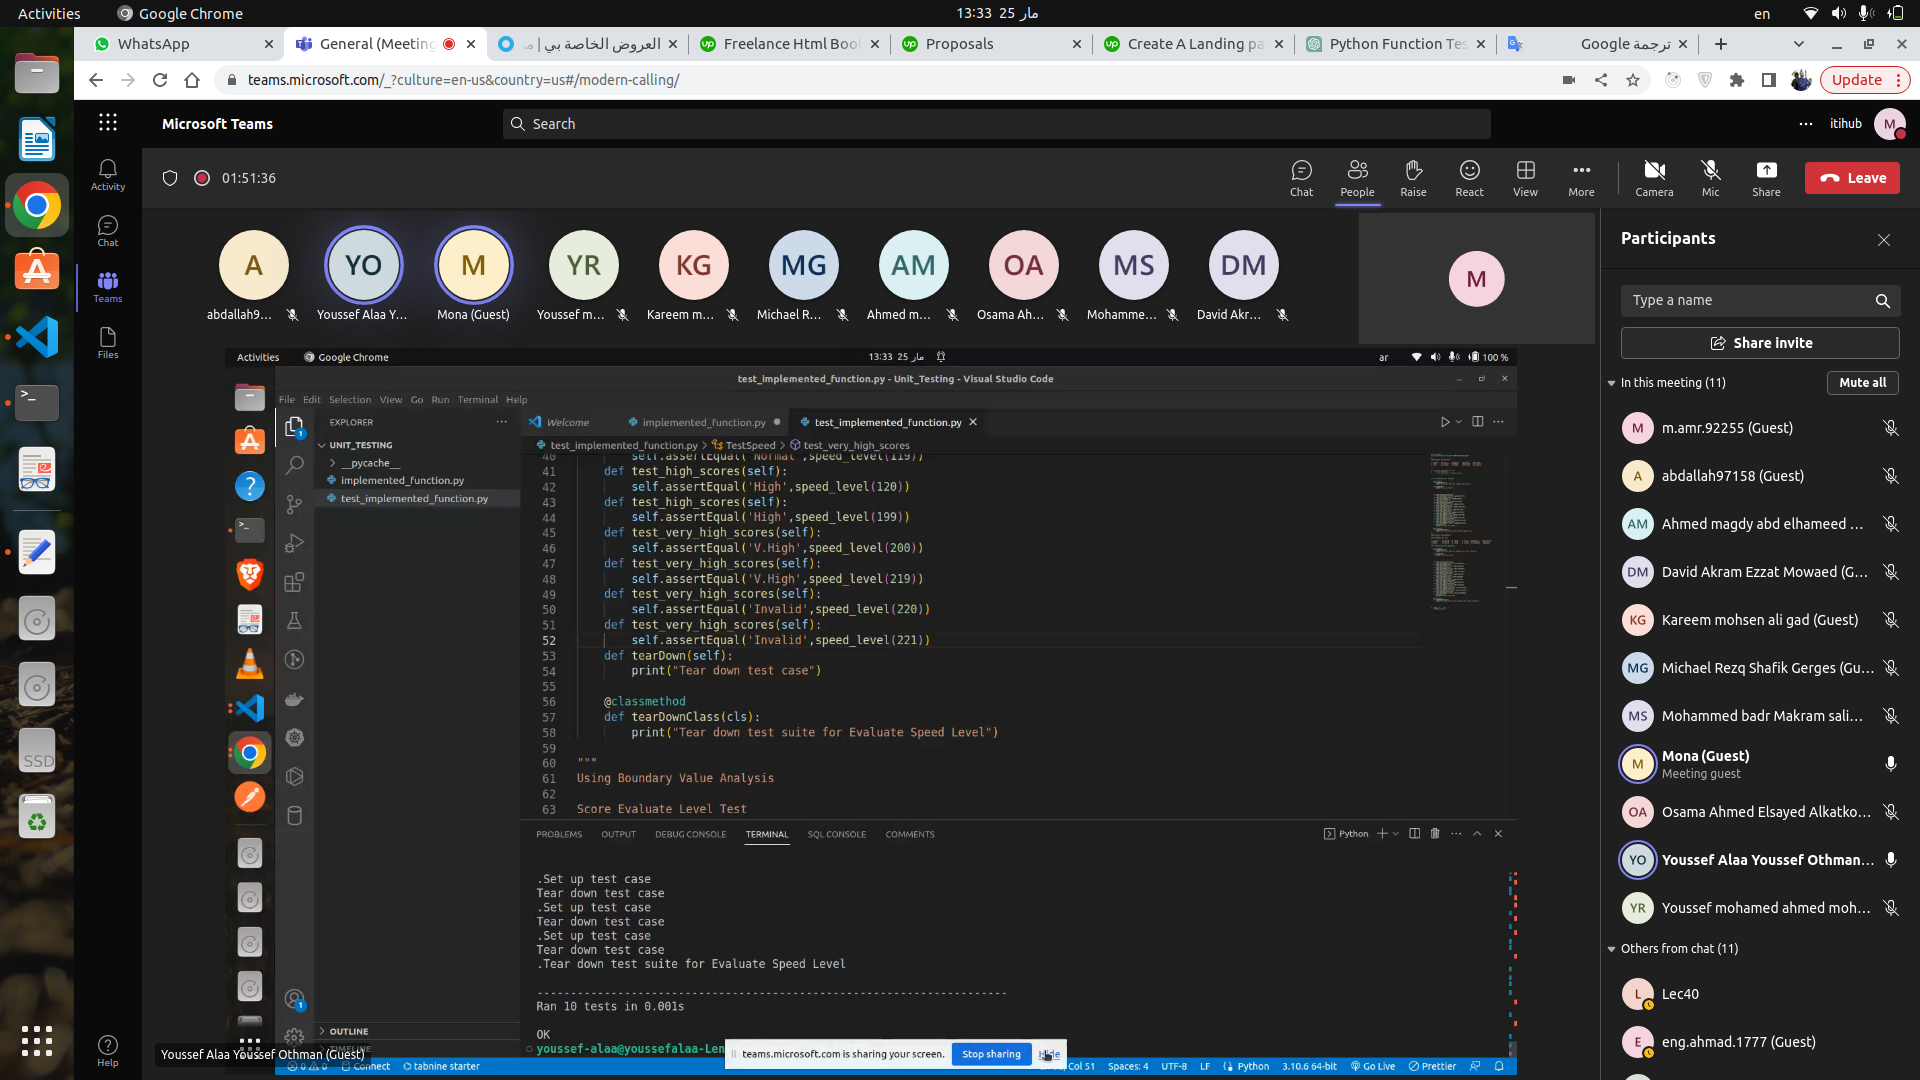 Activities
Google Chrome
مار 25 13:33
en
WhatsApp
General (Meeting
العروض الخاصة بي | م
Freelance Html Boo
Proposals
Create A Landing pa
Python Function Tes
ترجمة Google
teams.microsoft.com/_?culture=en-us&country=us#/modern-calling/
Update
Microsoft Teams
Search
itihub
M
Activity
Chat
Teams
Files
Help
01:51:36
Chat
People
Raise
React
View
More
Camera
Mic
Share
Leave
A
YO
M
YR
KG
MG
AM
OA
MS
DM
M
abdallah9...
Youssef Alaa Y...
Mona (Guest)
Youssef m...
Kareem m...
Michael R...
Ahmed m...
Osama Ah...
Mohamme...
David Akr...
Activities
Google Chrome
مار 25 13:33
ar
100 %
test_implemented_function.py - Unit_Testing - Visual Studio Code
File Edit Selection View Go Run Terminal Help
EXPLORER
UNIT_TESTING
__pycache__
implemented_function.py
test_implemented_function.py
OUTLINE
Welcome
implemented_function.py
test_implemented_function.py
test_implemented_function.py > TestSpeed > test_very_high_scores
40 self.assertEqual('Normal',speed_level(119))
41 def test_high_scores(self):
42 self.assertEqual('High',speed_level(120))
43 def test_high_scores(self):
44 self.assertEqual('High',speed_level(199))
45 def test_very_high_scores(self):
46 self.assertEqual('V.High',speed_level(200))
47 def test_very_high_scores(self):
48 self.assertEqual('V.High',speed_level(219))
49 def test_very_high_scores(self):
50 self.assertEqual('Invalid',speed_level(220))
51 def test_very_high_scores(self):
52 self.assertEqual('Invalid',speed_level(221))
53 def tearDown(self):
54 print("Tear down test case")
55
56 @classmethod
57 def tearDownClass(cls):
58 print("Tear down test suite for Evaluate Speed Level")
59
60 """
61 Using Boundary Value Analysis
62
63 Score Evaluate Level Test
PROBLEMS OUTPUT DEBUG CONSOLE TERMINAL SQL CONSOLE COMMENTS
Python
.Set up test case
Tear down test case
.Set up test case
Tear down test case
.Set up test case
Tear down test case
.Tear down test suite for Evaluate Speed Level
----------------------------------------------------------------------
Ran 10 tests in 0.001s
OK
youssef-alaa@youssefalaa-Len
teams.microsoft.com is sharing your screen.
Stop sharing
Hide
Youssef Alaa Youssef Othman (Guest)
0 0
Connect
tabnine starter
Col 51
Spaces: 4
UTF-8
LF
Python
3.10.6 64-bit
Go Live
Prettier
SSD
Participants
Type a name
Share invite
In this meeting (11)
Mute all
M m.amr.92255 (Guest)
A abdallah97158 (Guest)
AM Ahmed magdy abd elhameed ...
DM David Akram Ezzat Mowaed (G...
KG Kareem mohsen ali gad (Guest)
MG Michael Rezq Shafik Gerges (Gu...
MS Mohammed badr Makram sali...
M Mona (Guest)
Meeting guest
OA Osama Ahmed Elsayed Alkatko...
YO Youssef Alaa Youssef Othman...
YR Youssef mohamed ahmed moh...
Others from chat (11)
L Lec40
E eng.ahmad.1777 (Guest)